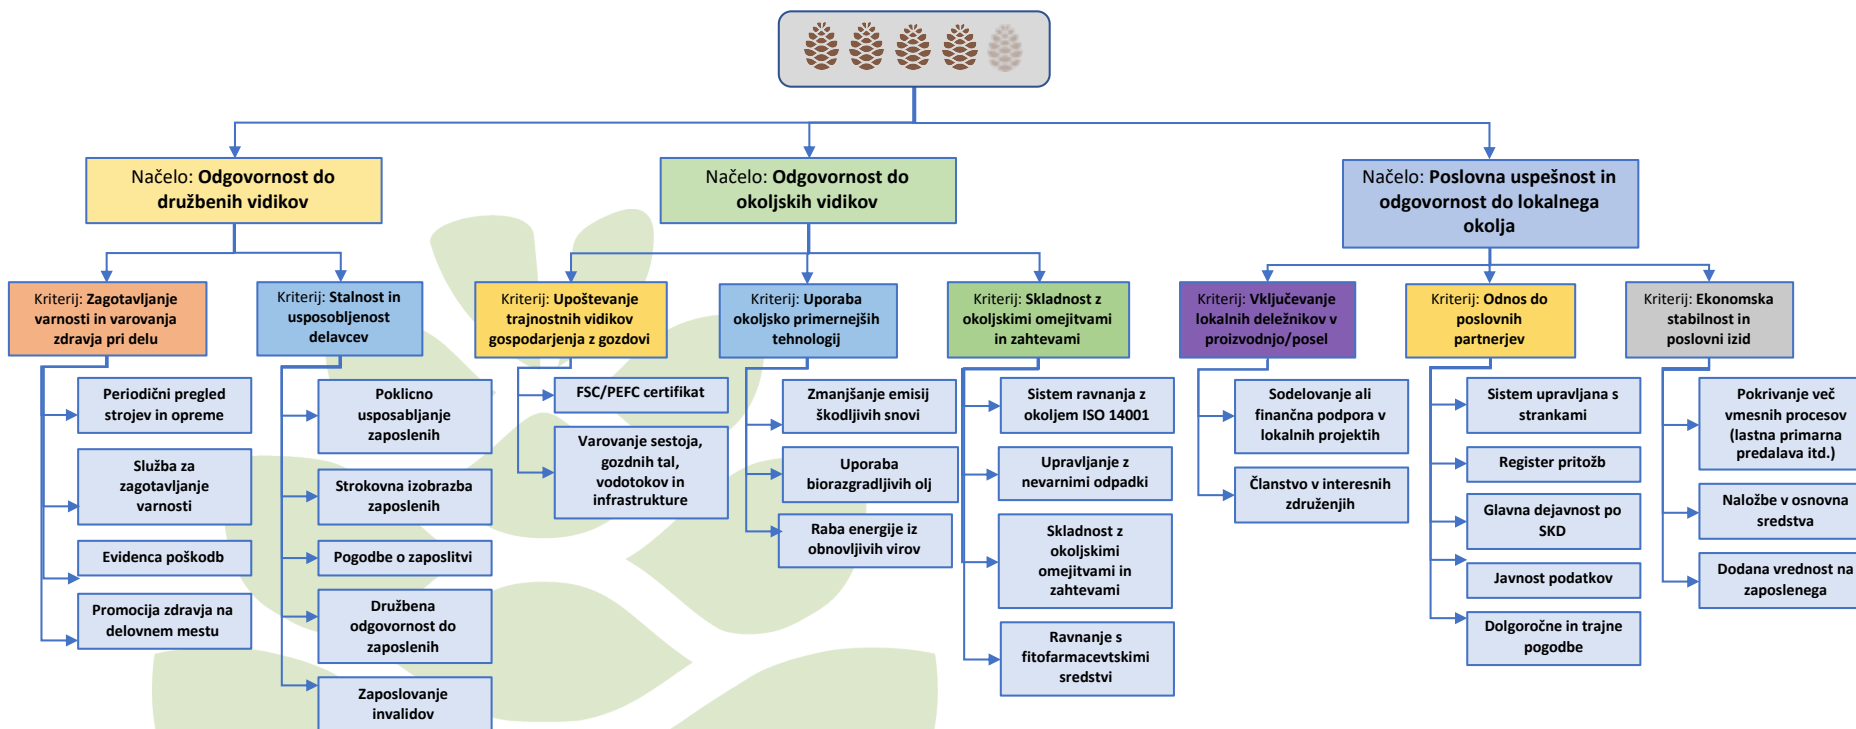 Načelo: Odgovornost do
družbenih vidikov
Načelo: Odgovornost do
okoljskih vidikov
Načelo: Poslovna uspešnost in
odgovornost do lokalnega
okolja
Kriterij: Zagotavljanje
varnosti in varovanja
zdravja pri delu
Kriterij: Stalnost in
usposobljenost
delavcev
Kriterij: Upoštevanje
trajnostnih vidikov
gospodarjenja z gozdovi
Kriterij: Uporaba
okoljsko primernejših
tehnologij
Kriterij: Skladnost z
okoljskimi omejitvami
in zahtevami
Kriterij: Vključevanje
lokalnih deležnikov v
proizvodnjo/posel
Kriterij: Odnos do
poslovnih
partnerjev
Kriterij: Ekonomska
stabilnost in
poslovni izid
Periodični pregled
strojev in opreme
Služba za
zagotavljanje
varnosti
Evidenca poškodb
Promocija zdravja na
delovnem mestu
Poklicno
usposabljanje
zaposlenih
Strokovna izobrazba
zaposlenih
Pogodbe o zaposlitvi
Družbena
odgovornost do
zaposlenih
Zaposlovanje
invalidov
FSC/PEFC certifikat
Varovanje sestoja,
gozdnih tal,
vodotokov in
infrastrukture
Zmanjšanje emisij
škodljivih snovi
Uporaba
biorazgradljivih olj
Raba energije iz
obnovljivih virov
Sistem ravnanja z
okoljem ISO 14001
Upravljanje z
nevarnimi odpadki
Skladnost z
okoljskimi
omejitvami in
zahtevami
Ravnanje s
fitofarmacevtskimi
sredstvi
Sodelovanje ali
finančna podpora v
lokalnih projektih
Članstvo v interesnih
združenjih
Sistem upravljana s
strankami
Register pritožb
Glavna dejavnost po
SKD
Javnost podatkov
Dolgoročne in trajne
pogodbe
Pokrivanje več
vmesnih procesov
(lastna primarna
predalava itd.)
Naložbe v osnovna
sredstva
Dodana vrednost na
zaposlenega